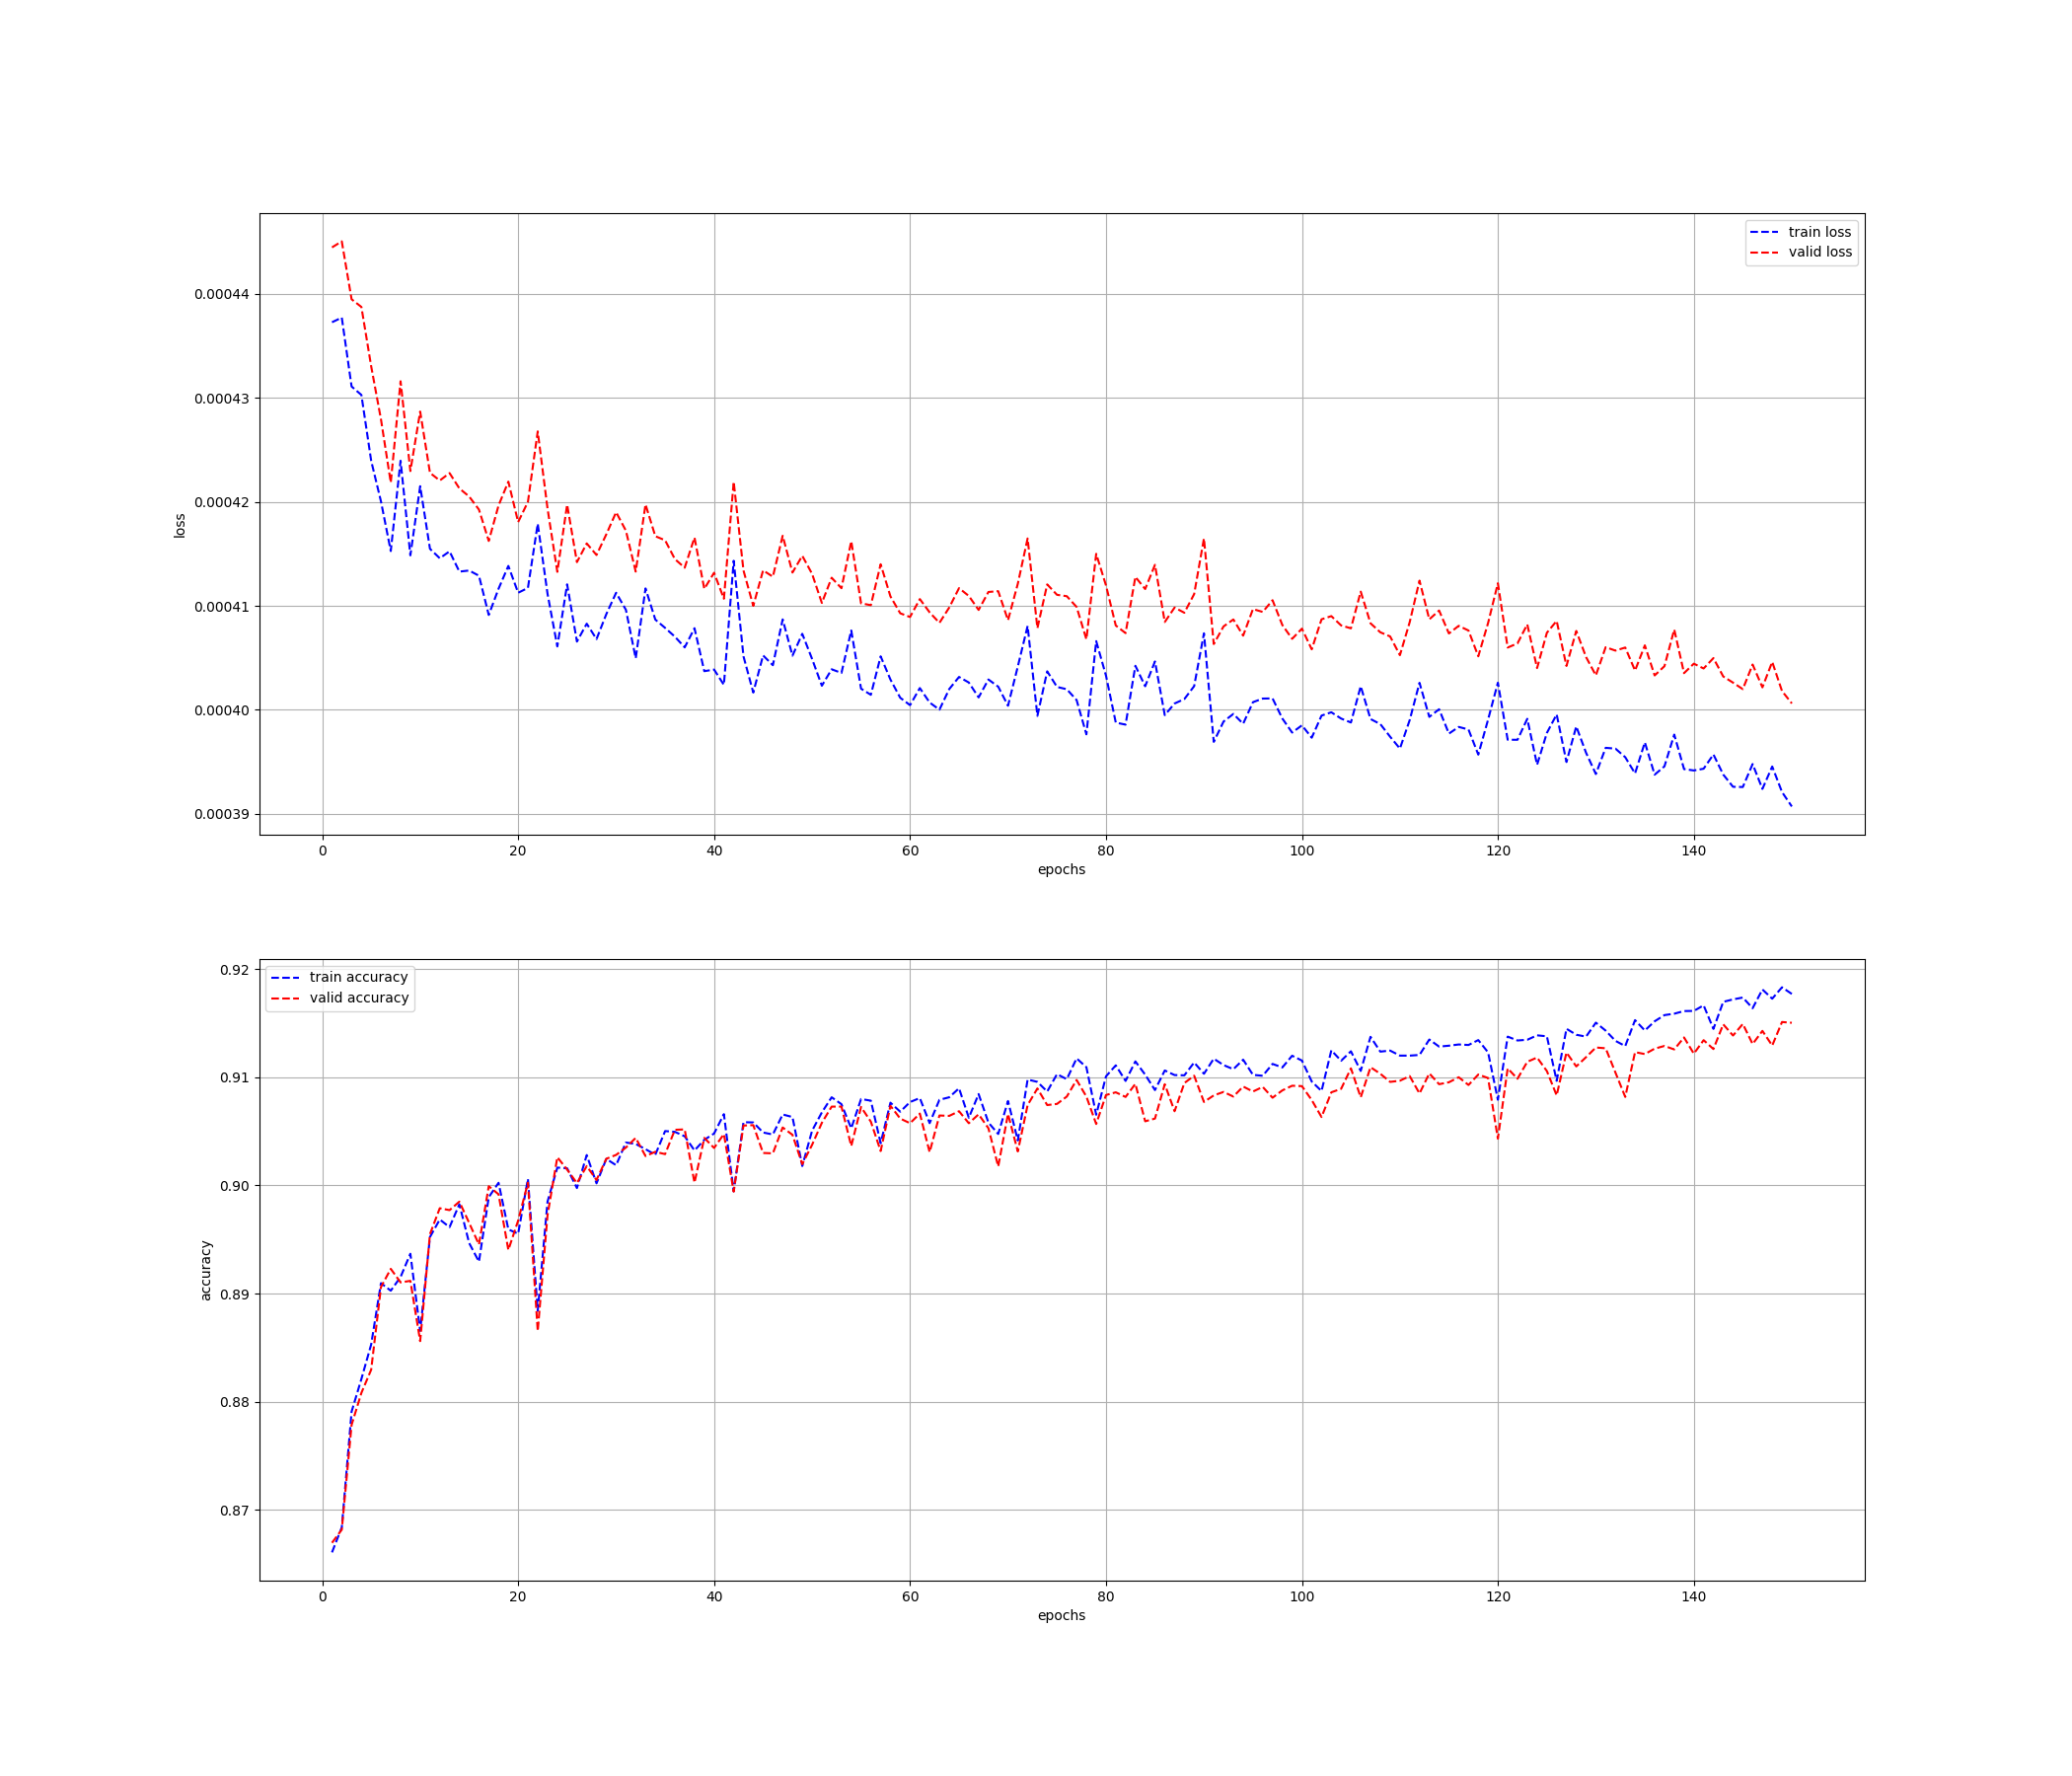 train loss
valid loss
0.00044
0.00043
0.00042
0.00041
0.00040
0.00039
loss
0 20 40 60 80 100 120 140
epochs
train accuracy
valid accuracy
0.92
0.91
0.90
0.89
0.88
0.87
accuracy
0 20 40 60 80 100 120 140
epochs